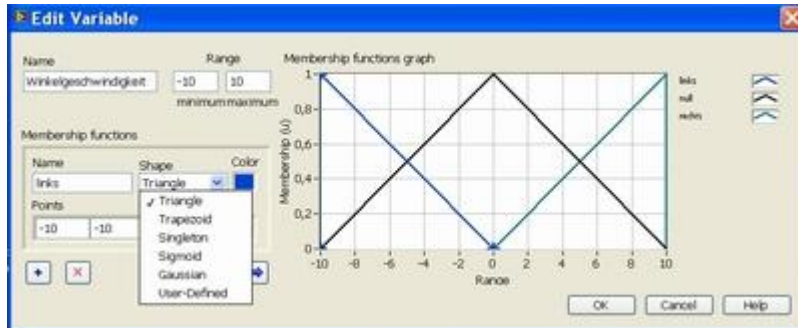 Edit Variable
Name
Range
Winkelgeschwindigkeit
-10
10
minimum maximum
Membership functions
Name
Shape
Color
links
Triangle
Points
-10
-10
✓ Triangle
Trapezoid
Singleton
Sigmoid
Gaussian
User-Defined
Membership functions graph
Membership (u)
1
0,8
0,6
0,4
0,2
0
-10 -8 -6 -4 -2 0 2 4 6 8 10
Range
links
null
rechts
OK
Cancel
Help